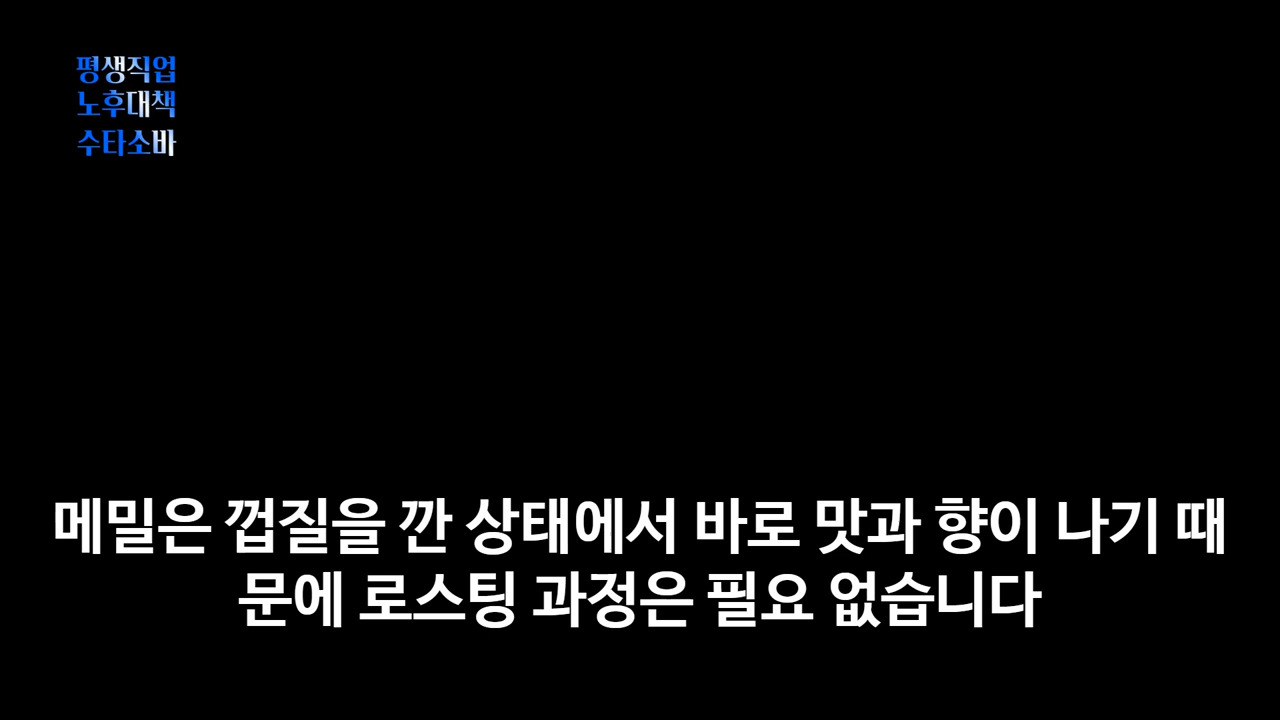 평생직업
노후대책
수타소바
메밀은 껍질을 깐 상태에서 바로 맛과 향이 나기 때
문에 로스팅 과정은 필요 없습니다